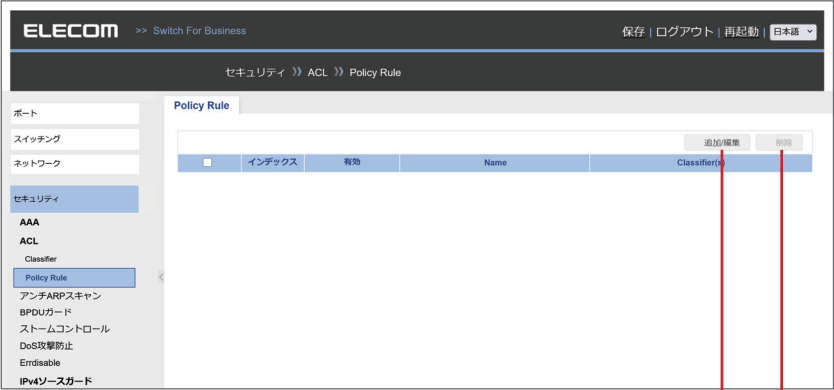 ELECOM >> Switch For Business 保存 | ログアウト | 再起動 | 日本語
セキュリティ 》 ACL 》 Policy Rule
Policy Rule
ポート
スイッチング
ネットワーク
セキュリティ
AAA
ACL
Classifier
Policy Rule
アンチARPスキャン
BPDUガード
ストームコントロール
DoS攻撃防止
Errdisable
IPv4ソースガード
追加/編集 削除
インデックス 有効 Name Classifier(s)